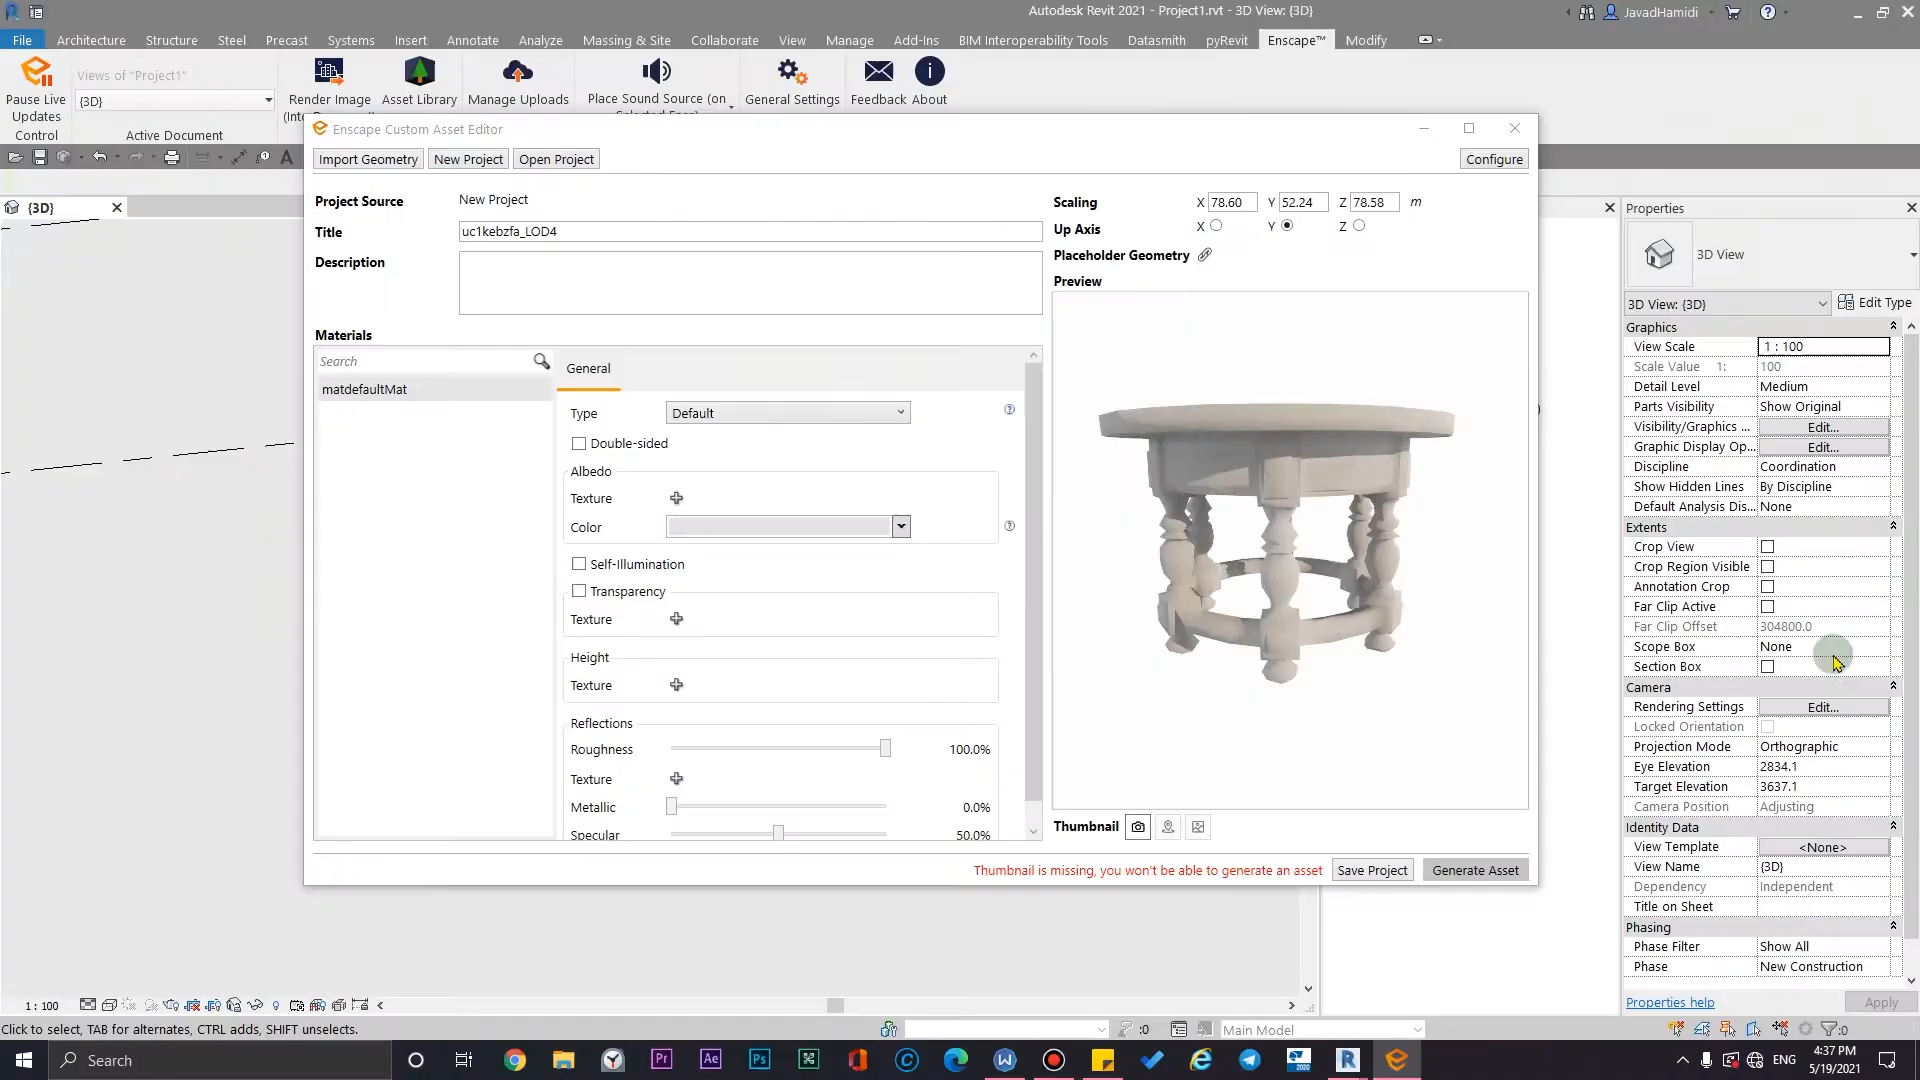 Autodesk Revit 2021 - Project1.rvt - 3D View: {3D}
JavadHamidi
File Architecture Structure Steel Precast Systems Insert Annotate Analyze Massing & Site Collaborate View Manage Add-Ins BIM Interoperability Tools Datasmith pyRevit Enscape™ Modify
Views of "Project1"
{3D}
Pause Live
Updates
Control
Active Document
Render Image
Asset Library
Manage Uploads
Place Sound Source (on
General Settings
Feedback
About
{3D}
Enscape Custom Asset Editor
Import Geometry New Project Open Project Configure
Project Source New Project
Title uc1kebzfa_LOD4
Description
Materials
Search
matdefaultMat
General
Type Default
Double-sided
Albedo
Texture
Color
Self-Illumination
Transparency
Texture
Height
Texture
Reflections
Roughness 100.0%
Texture
Metallic 0.0%
Specular 50.0%
Scaling X 78.60 Y 52.24 Z 78.58 m
Up Axis X Y Z
Placeholder Geometry
Preview
Thumbnail
Thumbnail is missing, you won't be able to generate an asset
Save Project Generate Asset
Properties
3D View
3D View: {3D} Edit Type
Graphics
View Scale 1 : 100
Scale Value 1: 100
Detail Level Medium
Parts Visibility Show Original
Visibility/Graphics ... Edit...
Graphic Display Op... Edit...
Discipline Coordination
Show Hidden Lines By Discipline
Default Analysis Dis... None
Extents
Crop View
Crop Region Visible
Annotation Crop
Far Clip Active
Far Clip Offset 304800.0
Scope Box None
Section Box
Camera
Rendering Settings Edit...
Locked Orientation
Projection Mode Orthographic
Eye Elevation 2834.1
Target Elevation 3637.1
Camera Position Adjusting
Identity Data
View Template <None>
View Name {3D}
Dependency Independent
Title on Sheet
Phasing
Phase Filter Show All
Phase New Construction
Properties help Apply
1 : 100
Click to select, TAB for alternates, CTRL adds, SHIFT unselects.
:0
Main Model
:0
Search
ENG
4:37 PM
5/19/2021